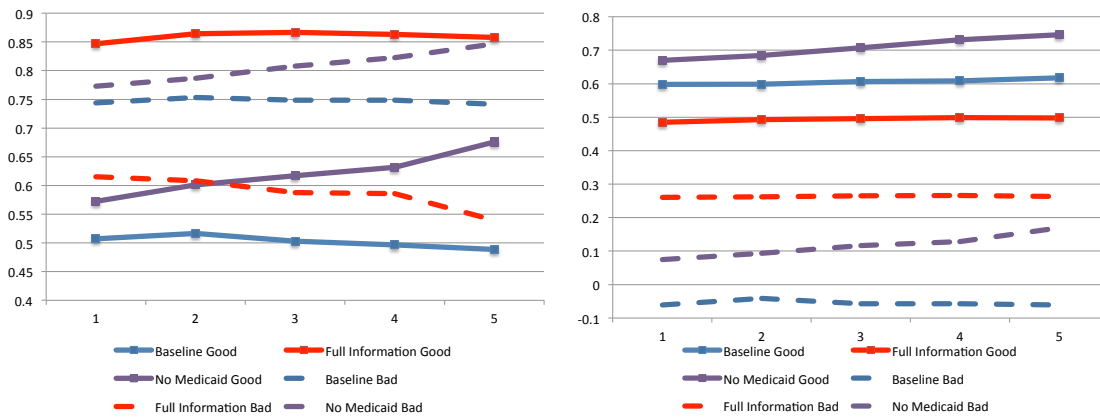 0.9
0.85
0.8
0.75
0.7
0.65
0.6
0.55
0.5
0.45
0.4
1 2 3 4 5
Baseline Good Full Information Good
No Medicaid Good Baseline Bad
Full Information Bad No Medicaid Bad
0.8
0.7
0.6
0.5
0.4
0.3
0.2
0.1
0
-0.1
1 2 3 4 5
Baseline Good Full Information Good
No Medicaid Good Baseline Bad
Full Information Bad No Medicaid Bad